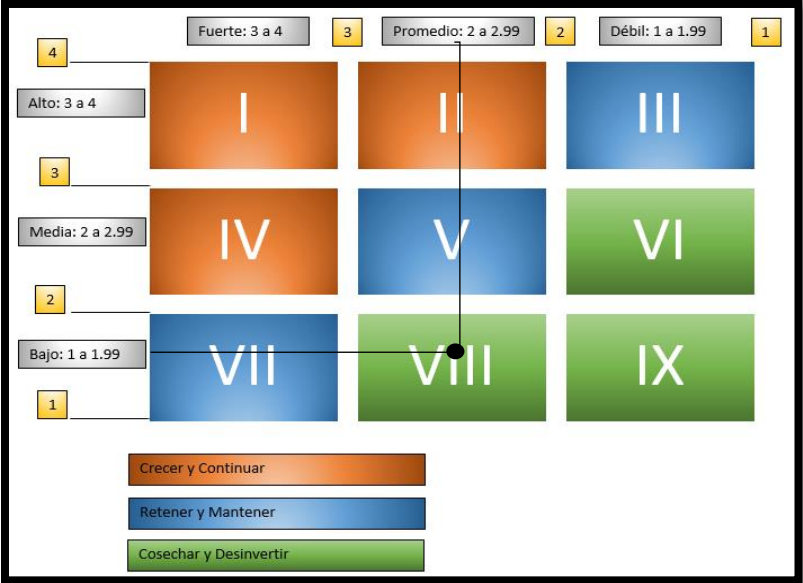 Fuerte: 3 a 4
3
Promedio: 2 a 2.99
2
Débil: 1 a 1.99
1
4
Alto: 3 a 4
I
II
III
3
Media: 2 a 2.99
IV
V
VI
2
Bajo: 1 a 1.99
VII
VIII
IX
1
Crecer y Continuar
Retener y Mantener
Cosechar y Desinvertir